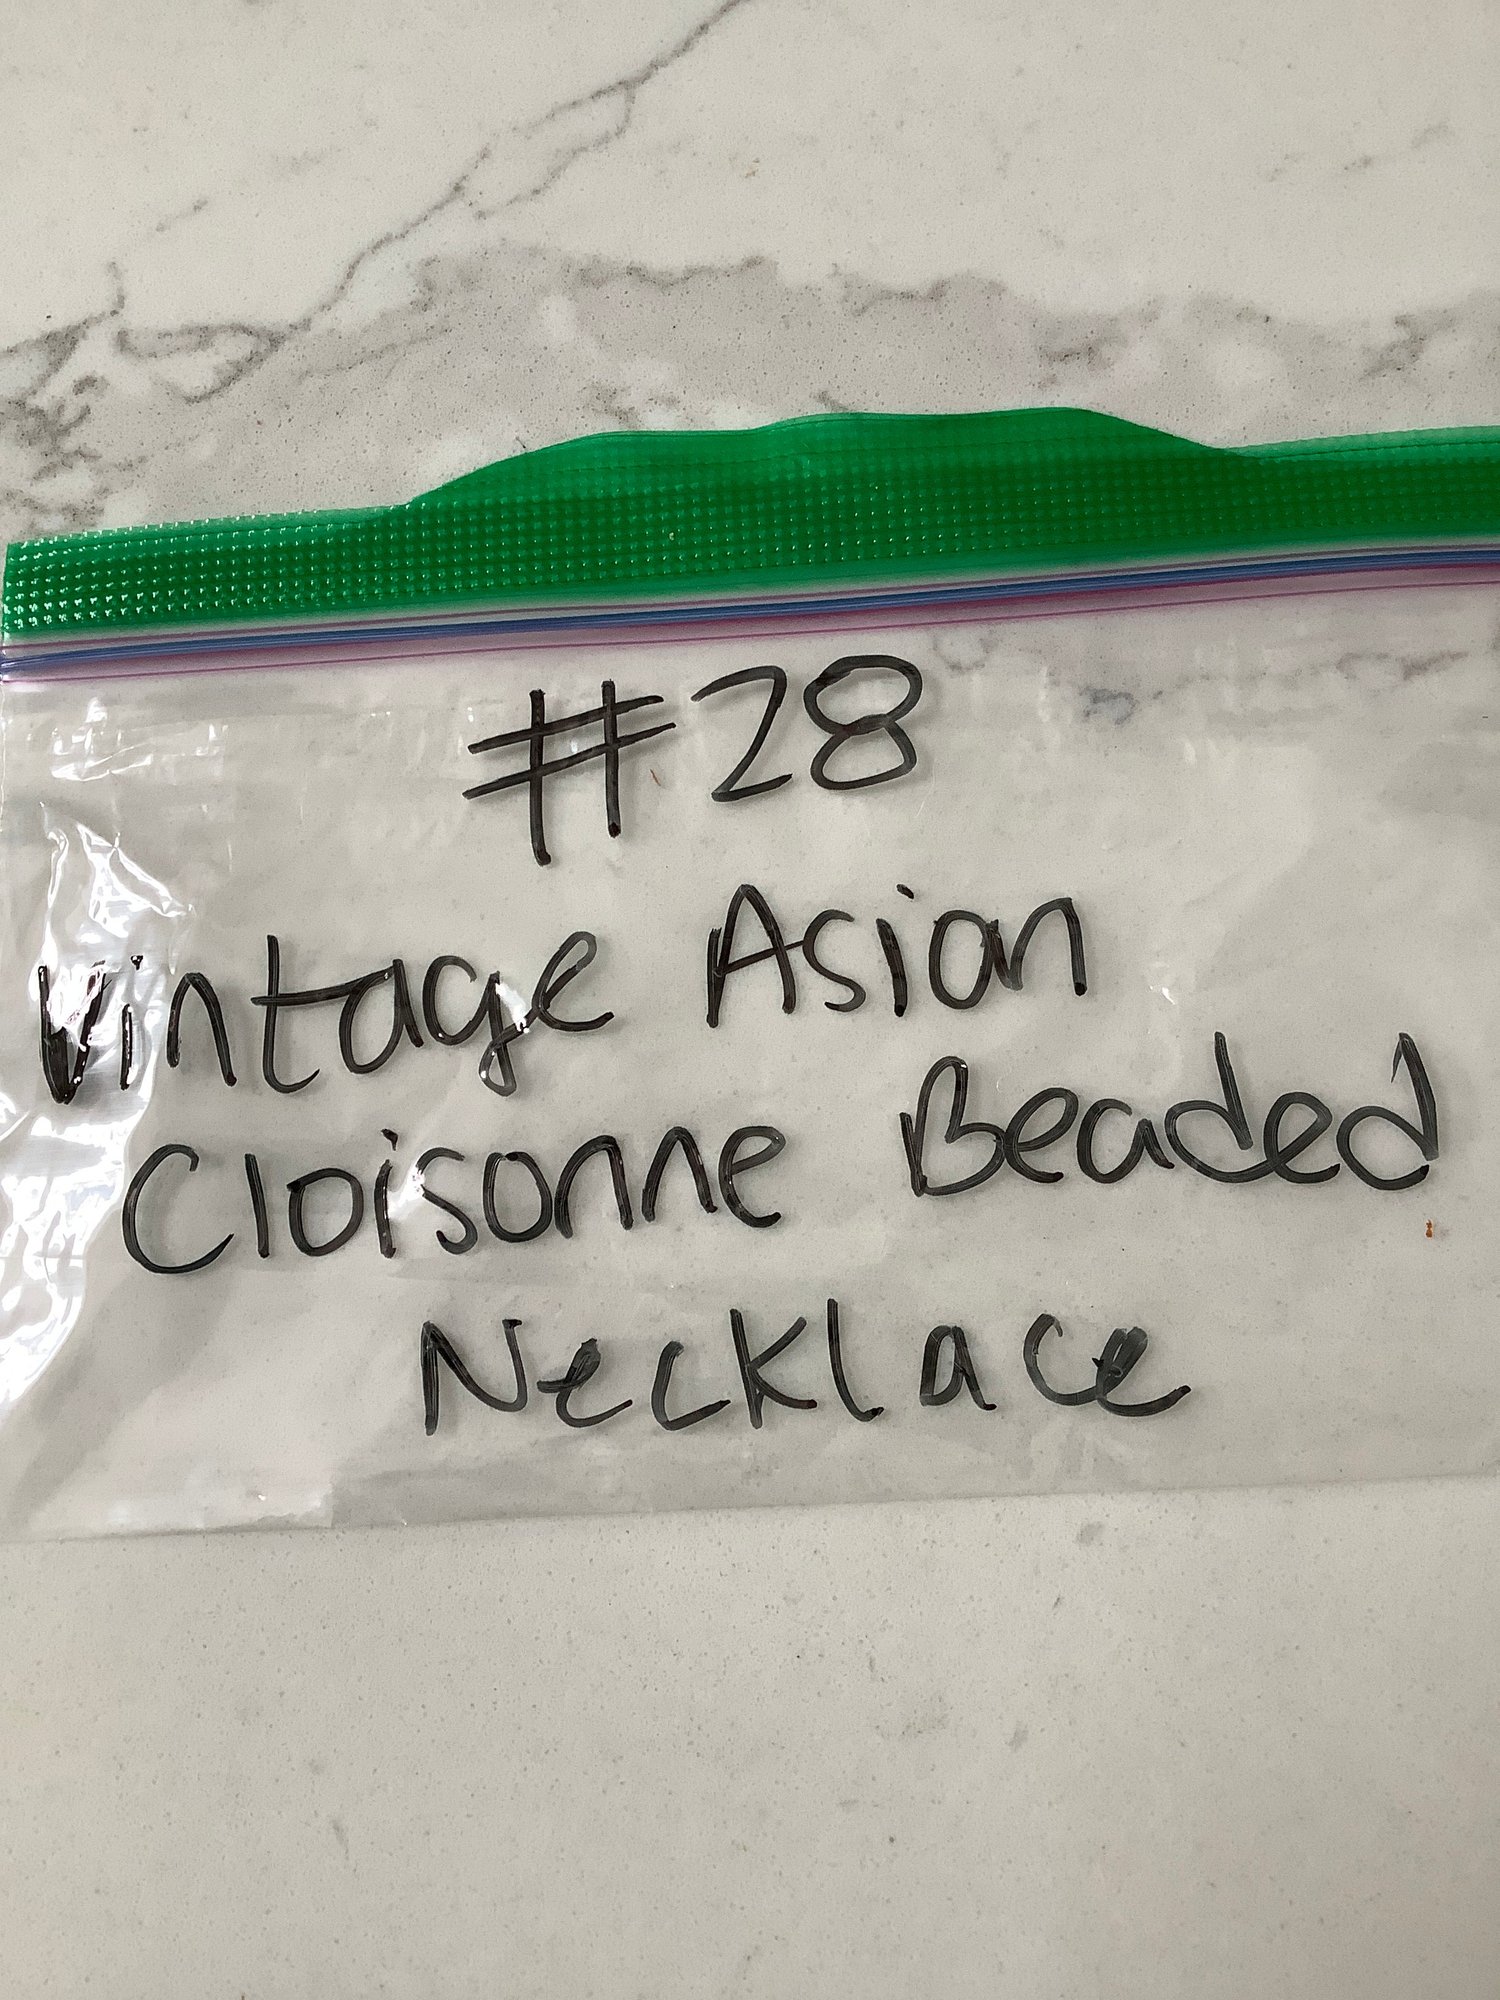 #28
Vintage Asian
Cloisonne Beaded
Necklace